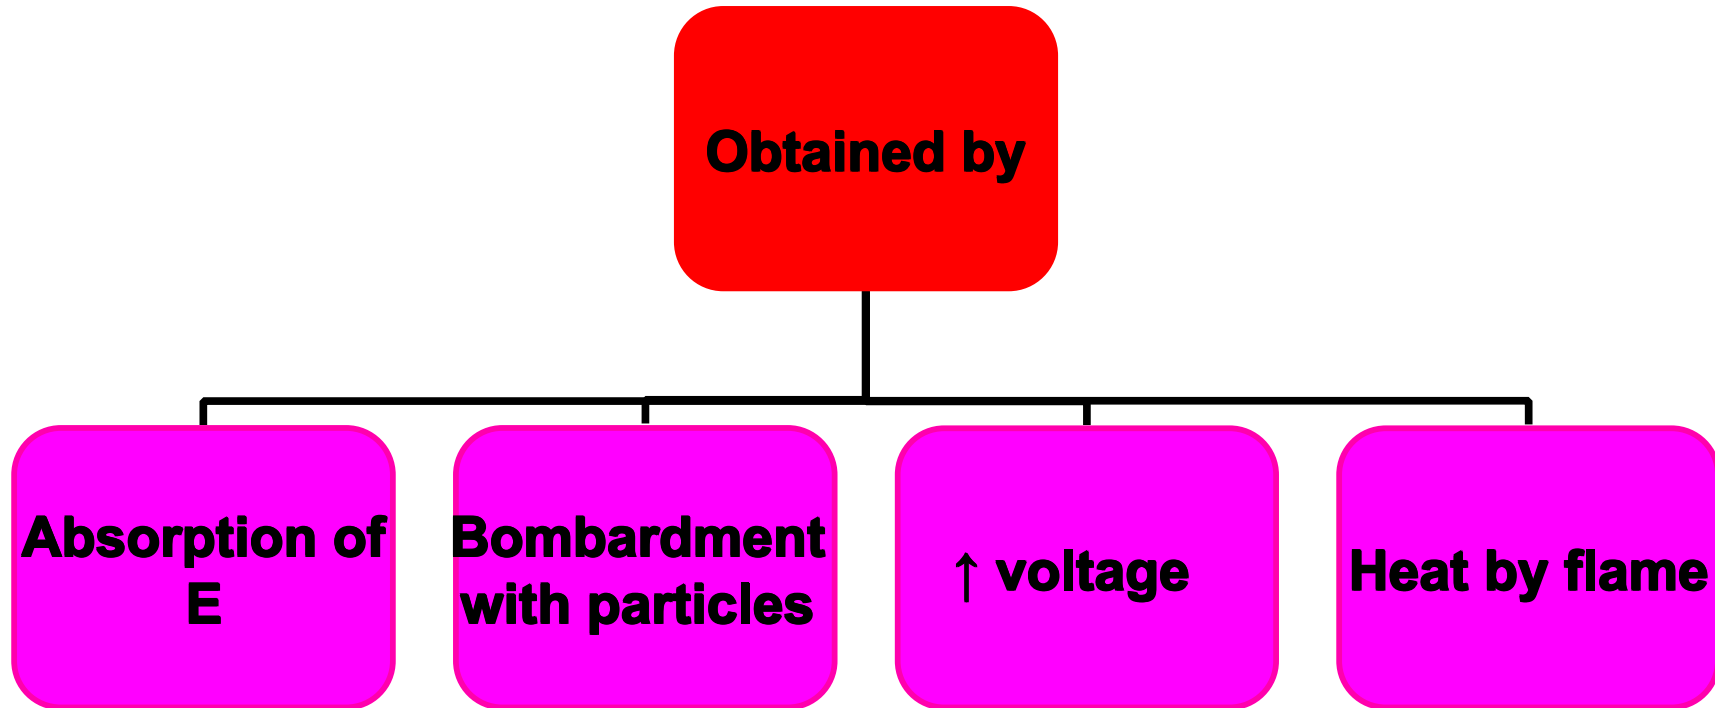 Obtained by
Absorption of
E
Bombardment
with particles
↑ voltage
Heat by flame